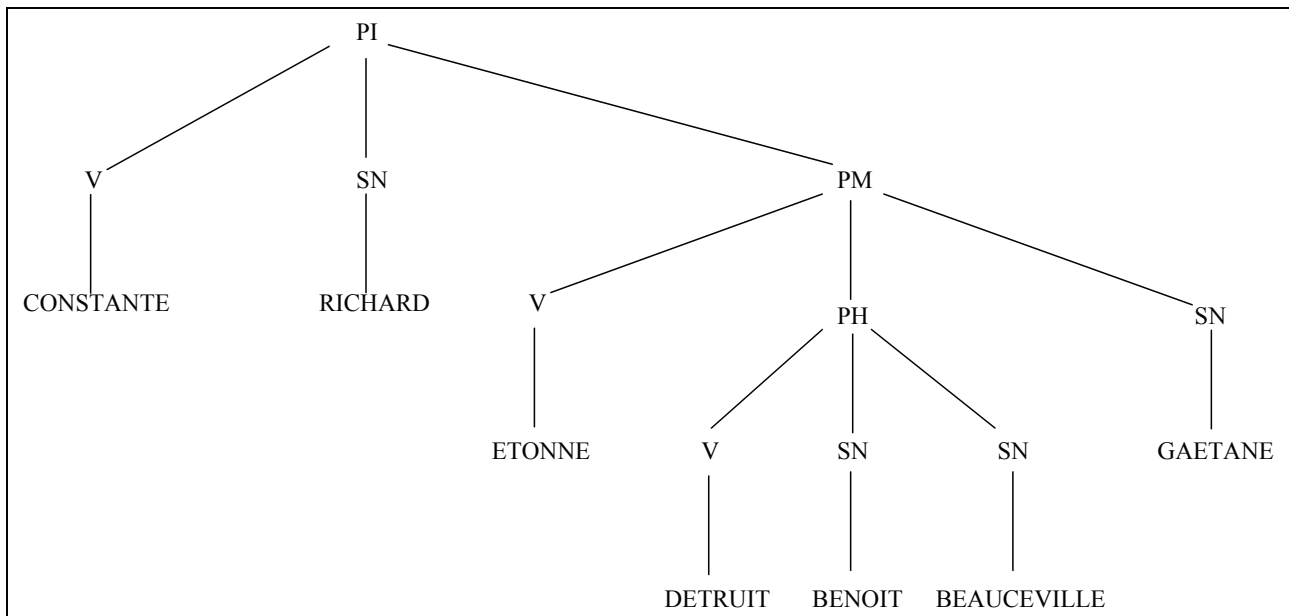 PI
V SN PM
CONSTANTE RICHARD V PH SN
ETONNE V SN SN GAETANE
DETRUIT BENOIT BEAUCEVILLE